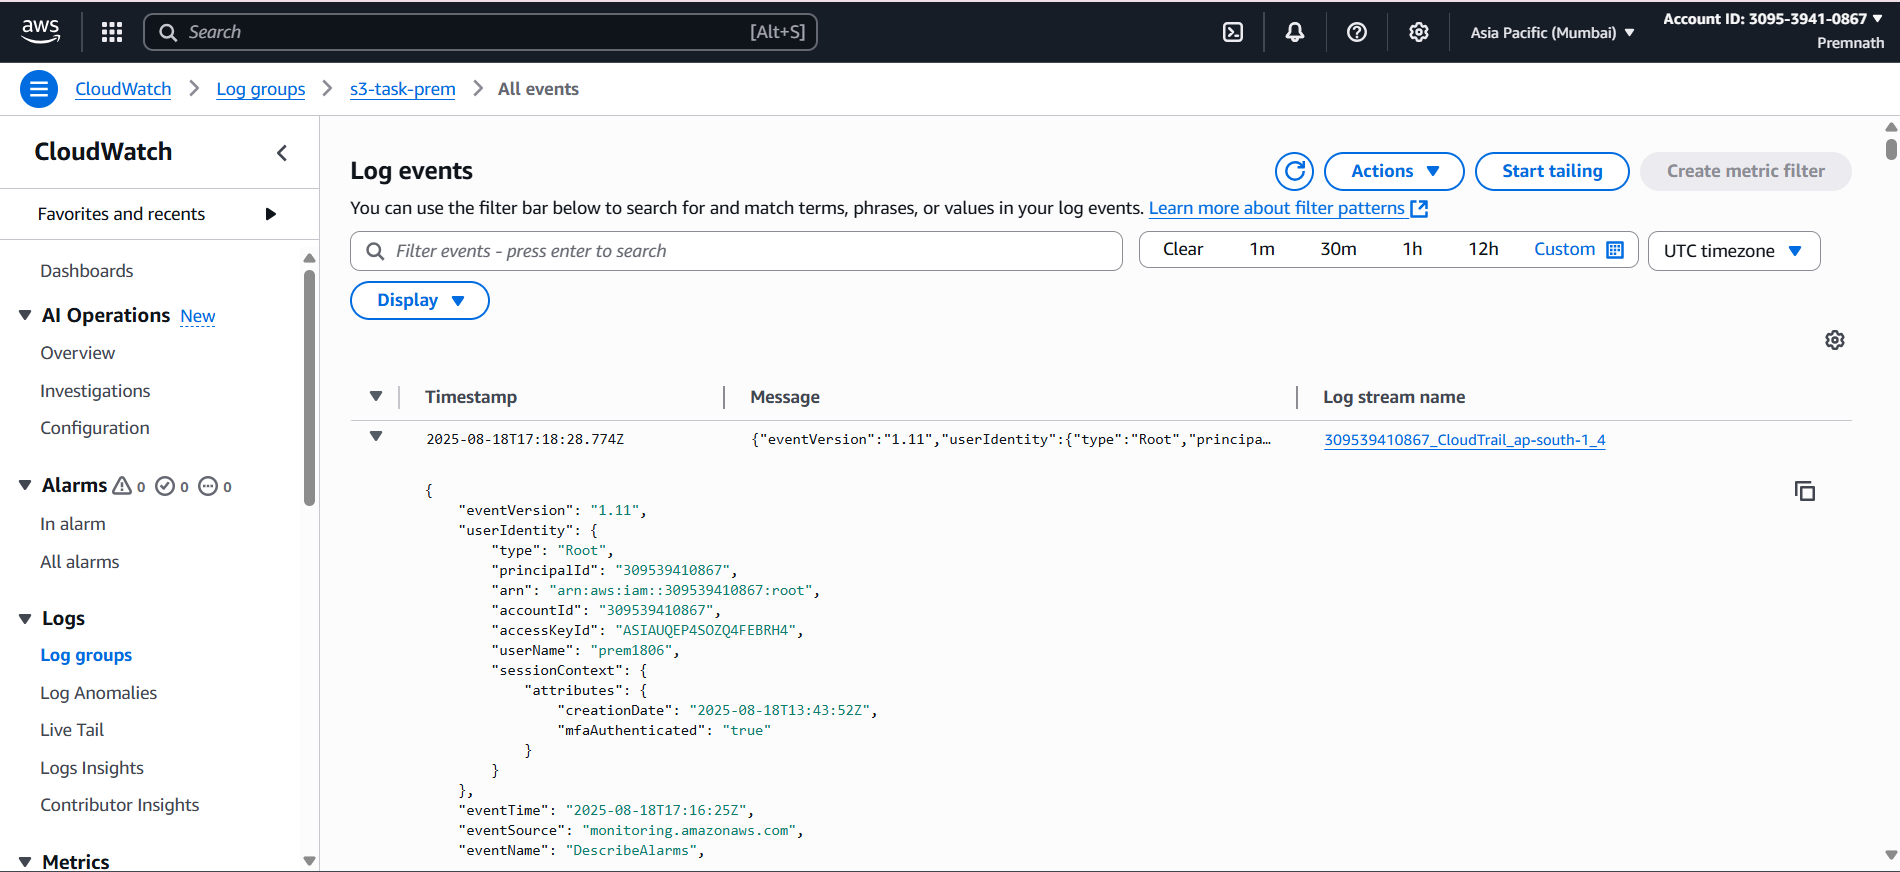 aws
Search [Alt+S]
Asia Pacific (Mumbai)
Account ID: 3095-3941-0867
Premnath
CloudWatch
Log groups
s3-task-prem
All events
CloudWatch
Favorites and recents
Dashboards
AI Operations New
Overview
Investigations
Configuration
Alarms 0 0 0
In alarm
All alarms
Logs
Log groups
Log Anomalies
Live Tail
Logs Insights
Contributor Insights
Metrics
Log events
Actions
Start tailing
Create metric filter
You can use the filter bar below to search for and match terms, phrases, or values in your log events. Learn more about filter patterns
Filter events - press enter to search
Clear 1m 30m 1h 12h Custom
UTC timezone
Display
Timestamp Message Log stream name
2025-08-18T17:18:28.774Z {"eventVersion":"1.11","userIdentity":{"type":"Root","principa… 309539410867_CloudTrail_ap-south-1_4
{
"eventVersion": "1.11",
"userIdentity": {
"type": "Root",
"principalId": "309539410867",
"arn": "arn:aws:iam::309539410867:root",
"accountId": "309539410867",
"accessKeyId": "ASIAUQEP4SOZQ4FEBRH4",
"userName": "prem1806",
"sessionContext": {
"attributes": {
"creationDate": "2025-08-18T13:43:52Z",
"mfaAuthenticated": "true"
}
}
},
"eventTime": "2025-08-18T17:16:25Z",
"eventSource": "monitoring.amazonaws.com",
"eventName": "DescribeAlarms",